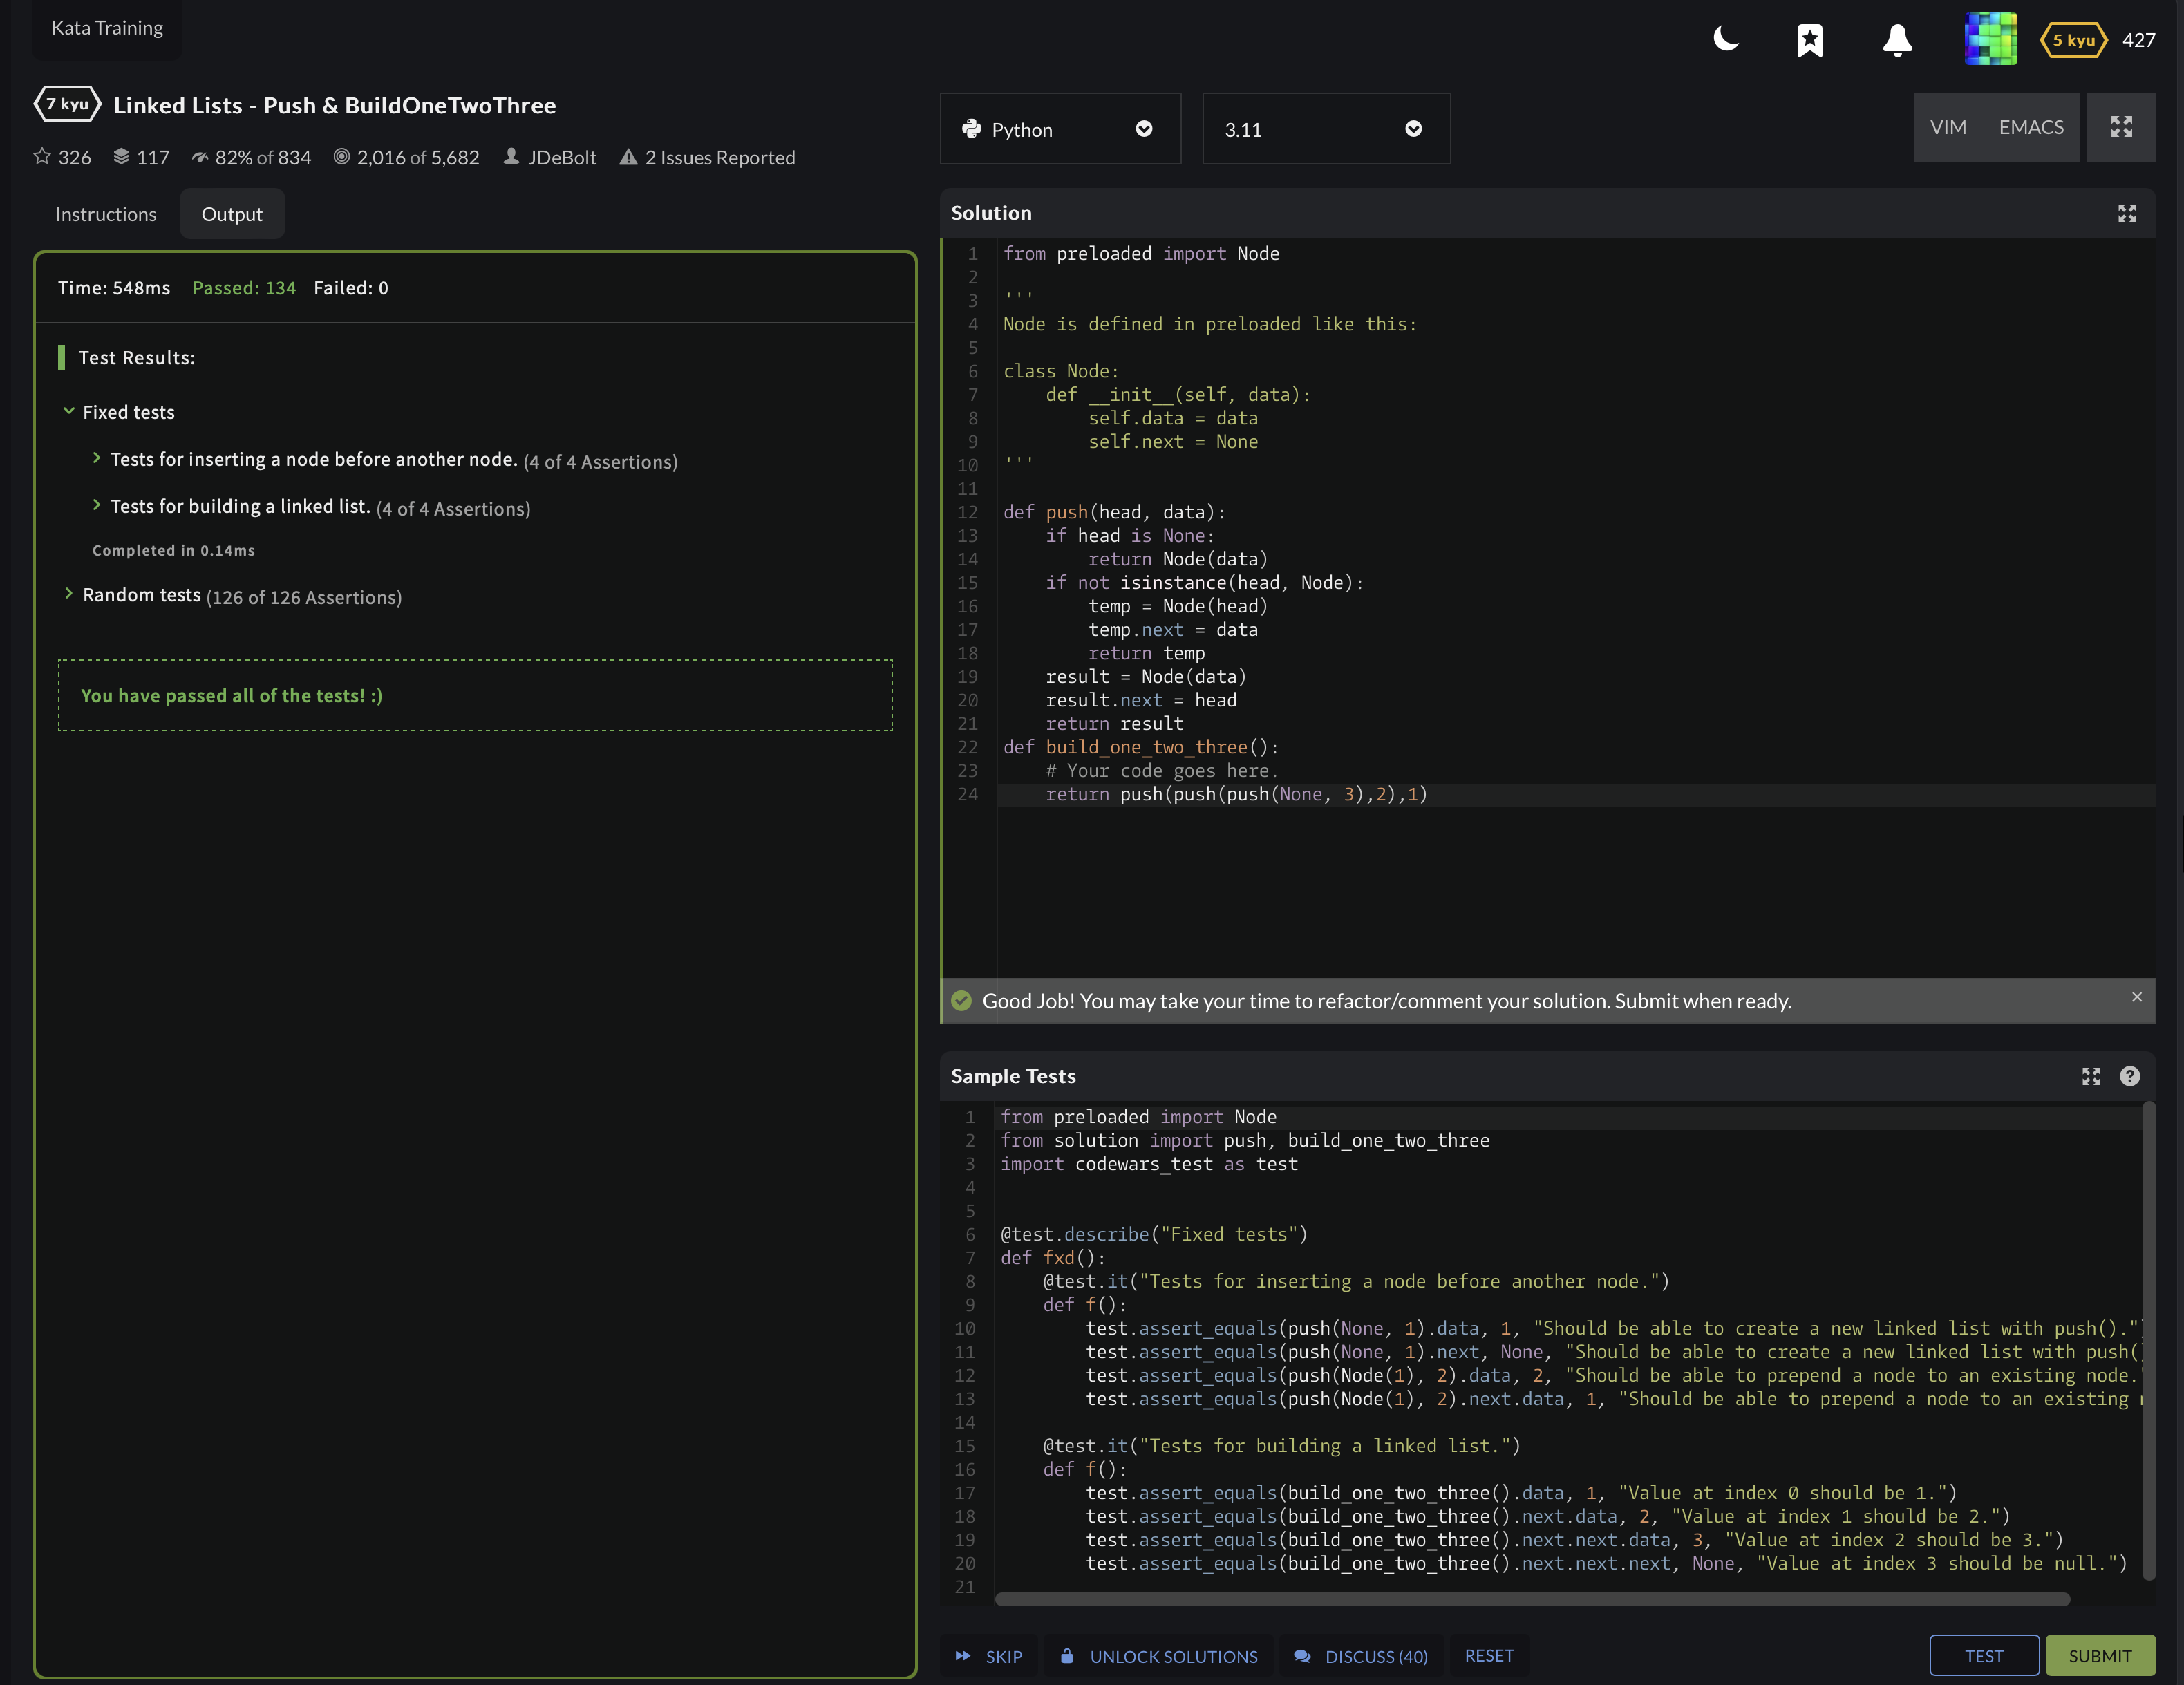 Kata Training
5 kyu 427
7 kyu Linked Lists - Push & BuildOneTwoThree
326 117 82% of 834 2,016 of 5,682 JDeBolt 2 Issues Reported
Python 3.11 VIM EMACS
Instructions Output
Time: 548ms Passed: 134 Failed: 0
Test Results:
Fixed tests
Tests for inserting a node before another node. (4 of 4 Assertions)
Tests for building a linked list. (4 of 4 Assertions)
Completed in 0.14ms
Random tests (126 of 126 Assertions)
You have passed all of the tests! :)
Solution
1 from preloaded import Node
2
3 '''
4 Node is defined in preloaded like this:
5
6 class Node:
7     def __init__(self, data):
8         self.data = data
9         self.next = None
10 '''
11
12 def push(head, data):
13     if head is None:
14         return Node(data)
15     if not isinstance(head, Node):
16         temp = Node(head)
17         temp.next = data
18         return temp
19     result = Node(data)
20     result.next = head
21     return result
22 def build_one_two_three():
23     # Your code goes here.
24     return push(push(push(None, 3),2),1)
Good Job! You may take your time to refactor/comment your solution. Submit when ready.
Sample Tests
1 from preloaded import Node
2 from solution import push, build_one_two_three
3 import codewars_test as test
4
5
6 @test.describe("Fixed tests")
7 def fxd():
8     @test.it("Tests for inserting a node before another node.")
9     def f():
10         test.assert_equals(push(None, 1).data, 1, "Should be able to create a new linked list with push().")
11         test.assert_equals(push(None, 1).next, None, "Should be able to create a new linked list with push(
12         test.assert_equals(push(Node(1), 2).data, 2, "Should be able to prepend a node to an existing node.
13         test.assert_equals(push(Node(1), 2).next.data, 1, "Should be able to prepend a node to an existing
14
15     @test.it("Tests for building a linked list.")
16     def f():
17         test.assert_equals(build_one_two_three().data, 1, "Value at index 0 should be 1.")
18         test.assert_equals(build_one_two_three().next.data, 2, "Value at index 1 should be 2.")
19         test.assert_equals(build_one_two_three().next.next.data, 3, "Value at index 2 should be 3.")
20         test.assert_equals(build_one_two_three().next.next.next, None, "Value at index 3 should be null.")
21
SKIP UNLOCK SOLUTIONS DISCUSS (40) RESET TEST SUBMIT